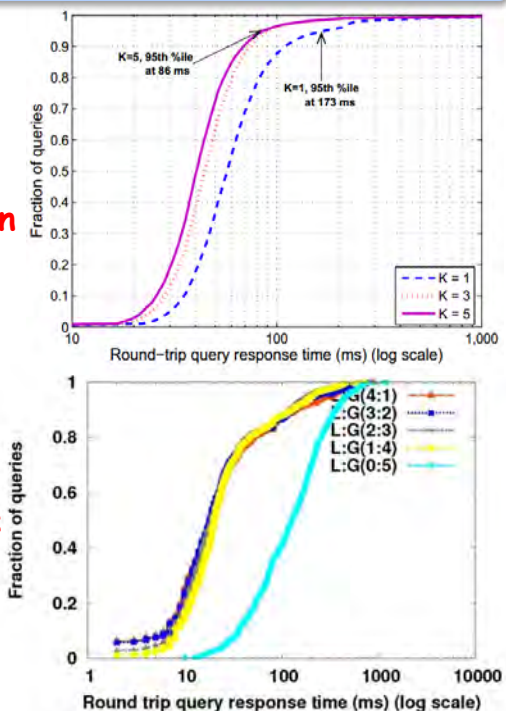 1
0.9
0.8
0.7
0.6
0.5
0.4
0.3
0.2
0.1
0
Fraction of queries
n
K=5, 95th %ile
at 86 ms
K=1, 95th %ile
at 173 ms
K = 1
K = 3
K = 5
10
100
1,000
Round-trip query response time (ms) (log scale)
1
0.8
0.6
0.4
0.2
0
Fraction of queries
L:G(4:1)
L:G(3:2)
L:G(2:3)
L:G(1:4)
L:G(0:5)
1
10
100
1000
10000
Round trip query response time (ms) (log scale)